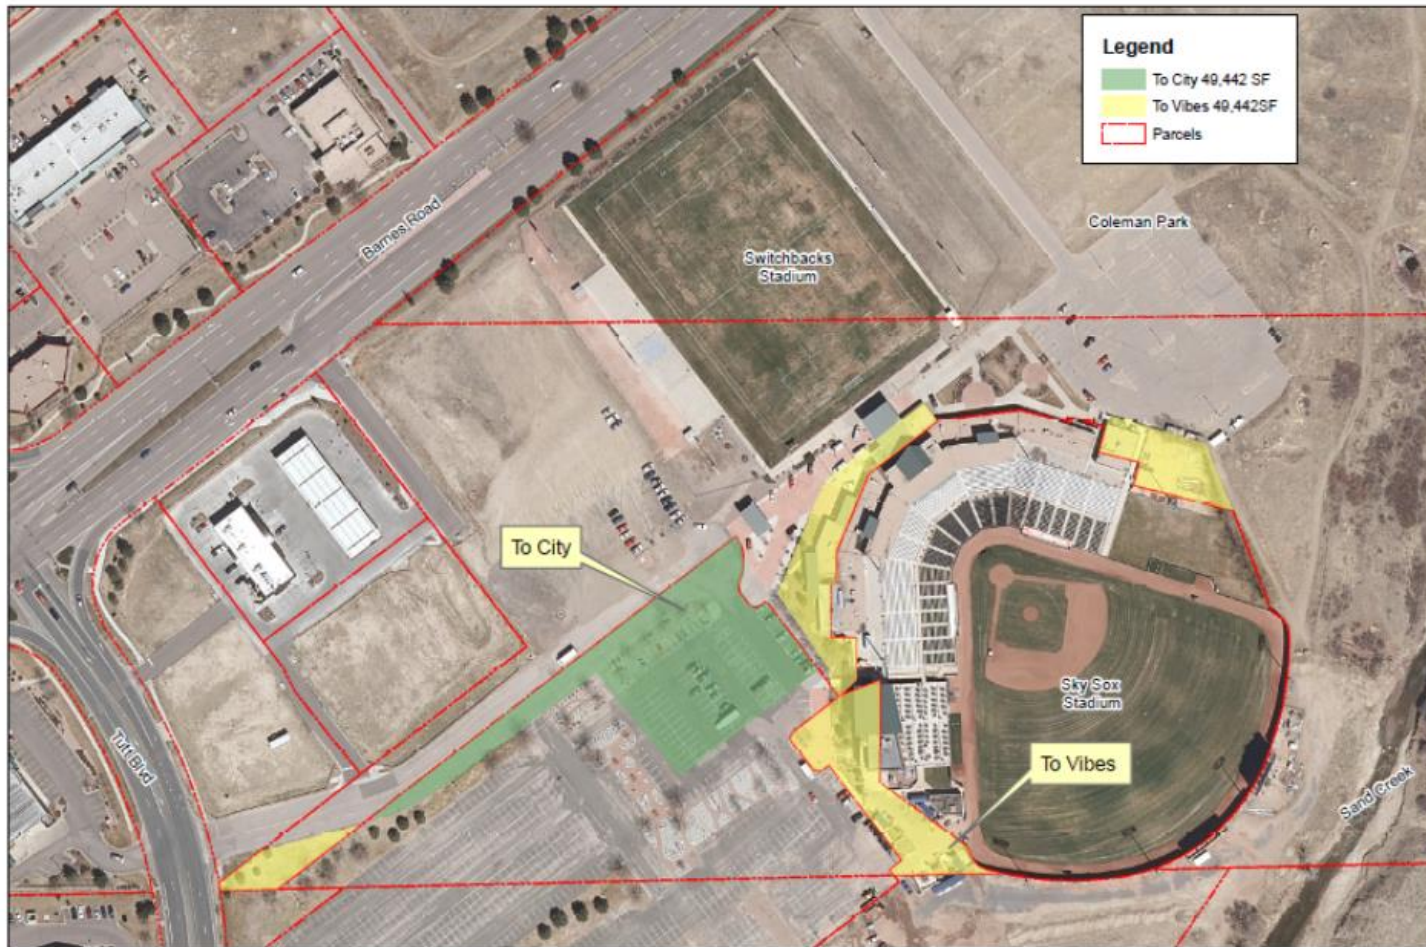 Legend
To City 49,442 SF
To Vibes 49,442SF
Parcels
Barnes Road
Coleman Park
Switchbacks
Stadium
To City
Sky Sox
Stadium
To Vibes
Tutt Blvd
Sand Creek